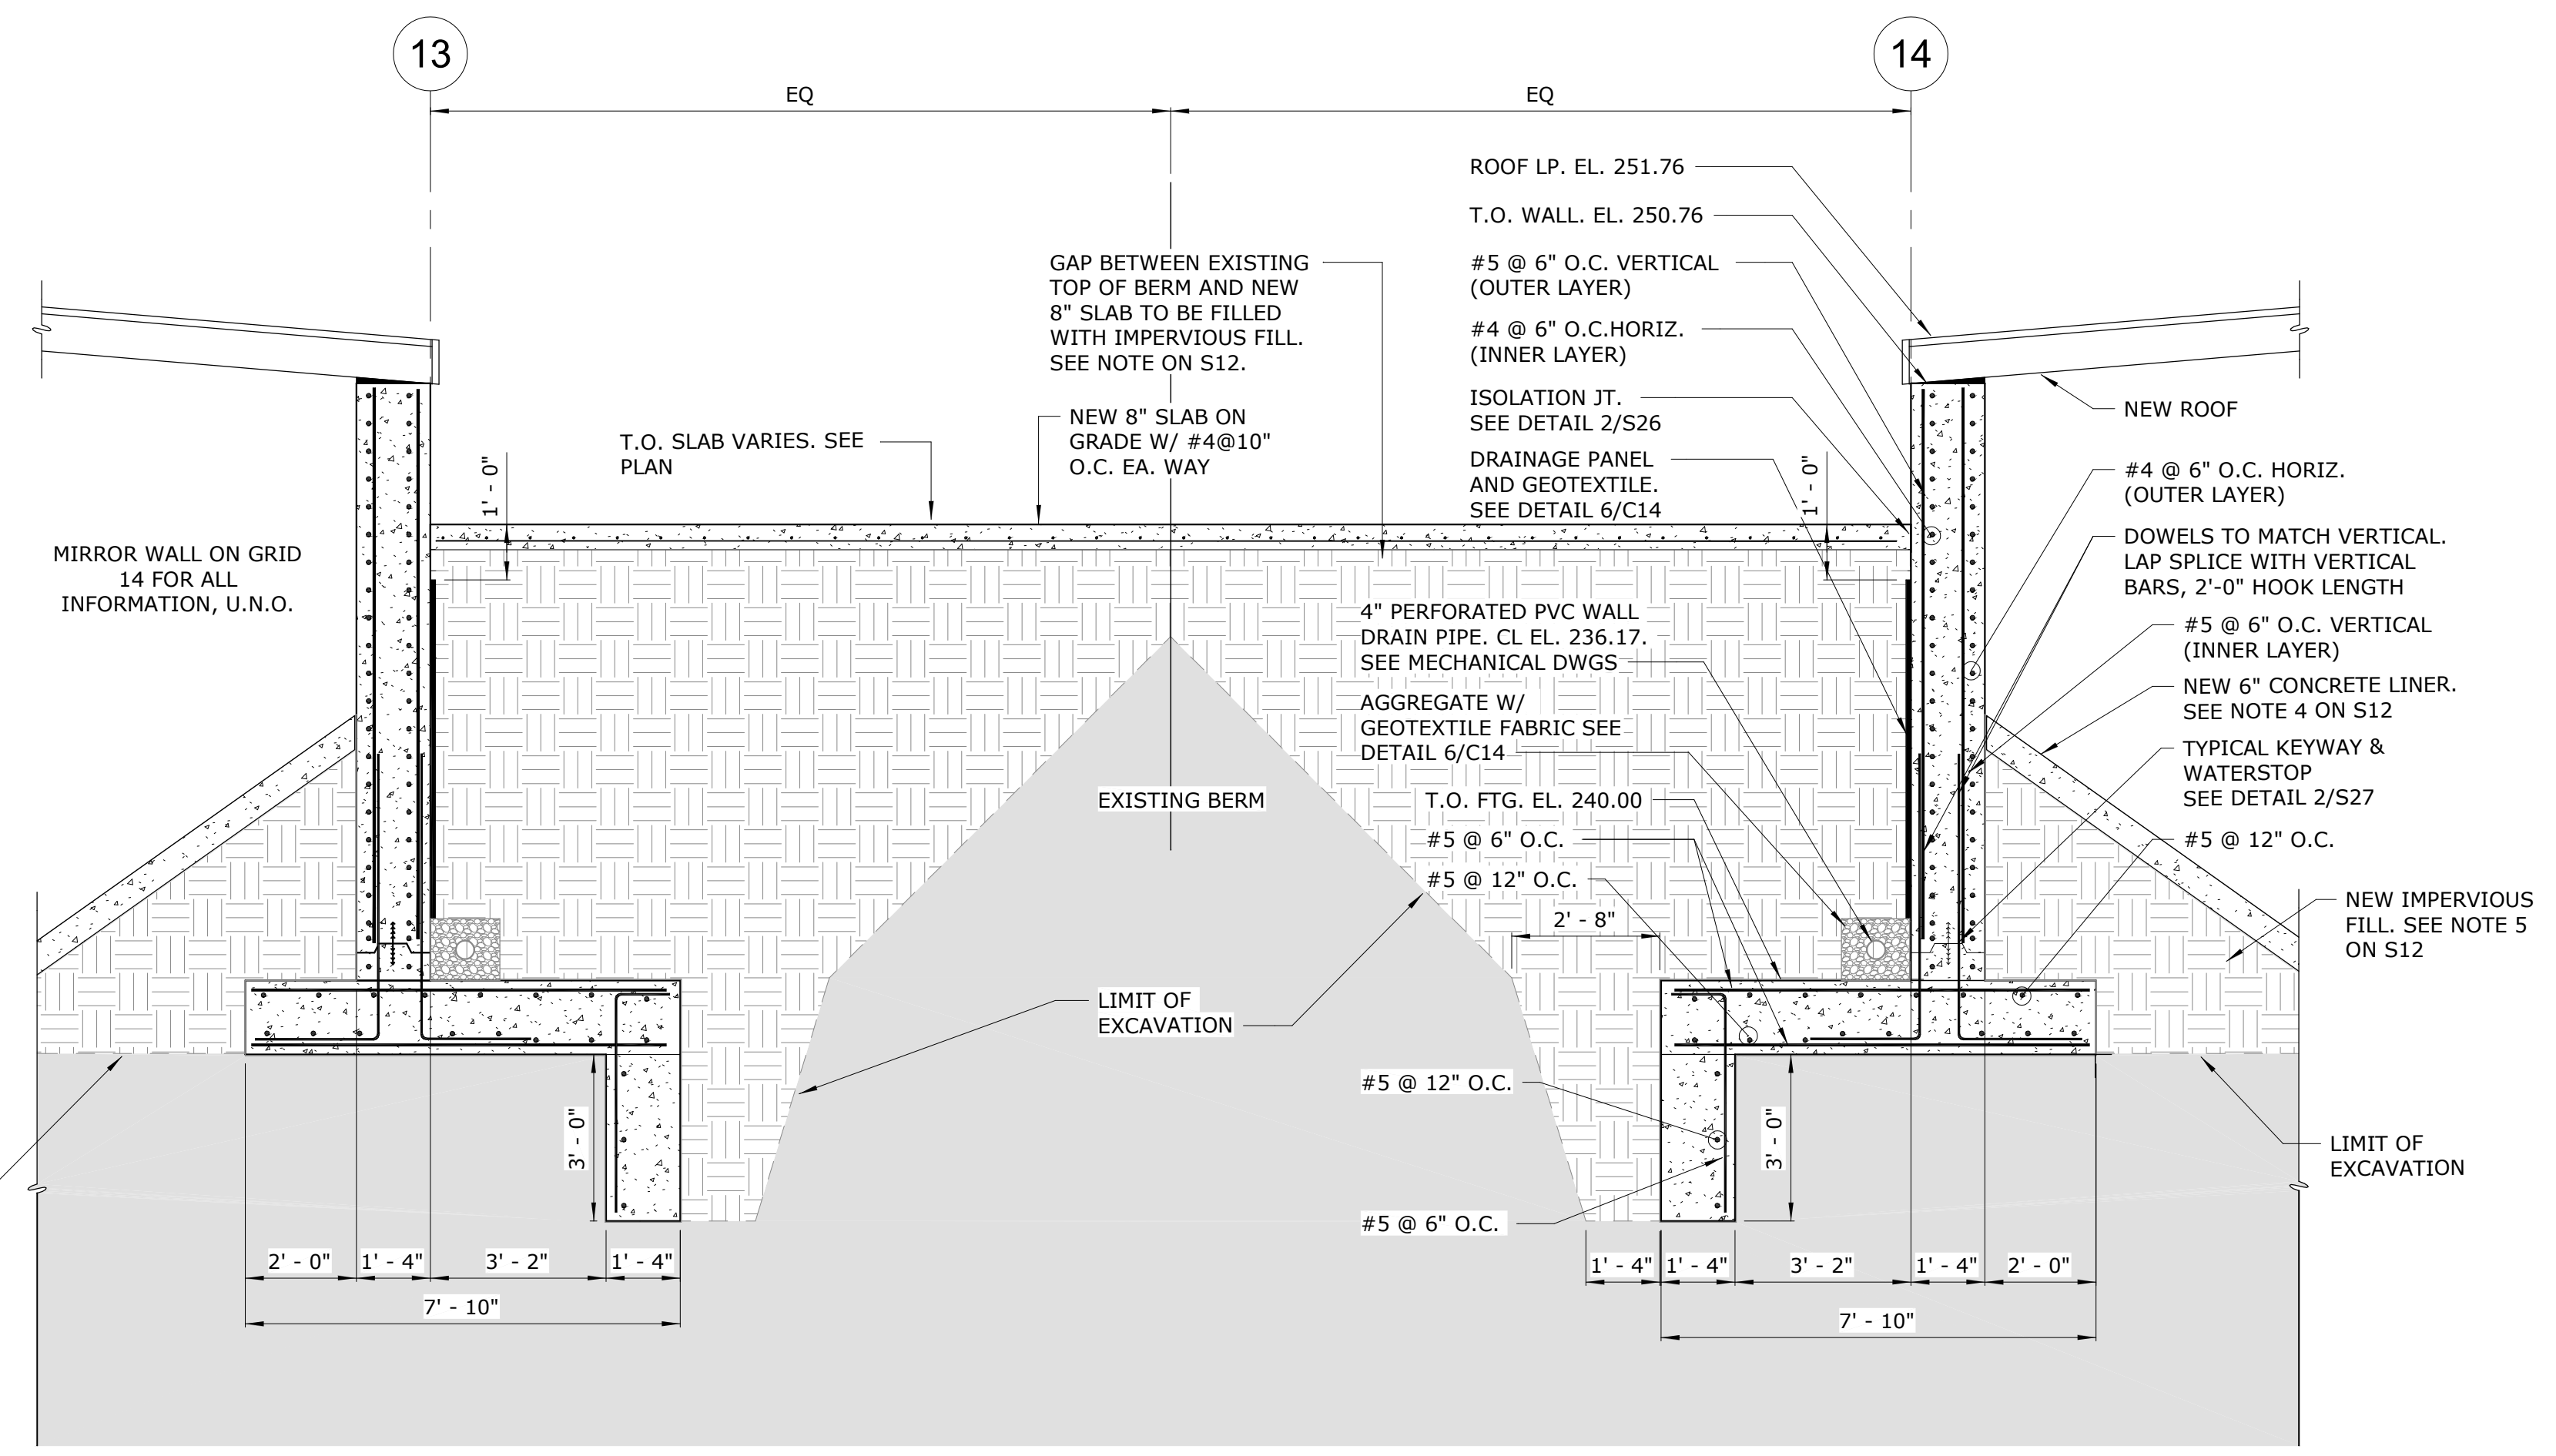 13
14
EQ
EQ
ROOF LP. EL. 251.76
T.O. WALL. EL. 250.76
#5 @ 6" O.C. VERTICAL
(OUTER LAYER)
#4 @ 6" O.C.HORIZ.
(INNER LAYER)
ISOLATION JT.
SEE DETAIL 2/S26
DRAINAGE PANEL
AND GEOTEXTILE.
SEE DETAIL 6/C14
GAP BETWEEN EXISTING
TOP OF BERM AND NEW
8" SLAB TO BE FILLED
WITH IMPERVIOUS FILL.
SEE NOTE ON S12.
NEW 8" SLAB ON
GRADE W/ #4@10"
O.C. EA. WAY
T.O. SLAB VARIES. SEE
PLAN
1' - 0"
1' - 0"
NEW ROOF
#4 @ 6" O.C. HORIZ.
(OUTER LAYER)
DOWELS TO MATCH VERTICAL.
LAP SPLICE WITH VERTICAL
BARS, 2'-0" HOOK LENGTH
#5 @ 6" O.C. VERTICAL
(INNER LAYER)
NEW 6" CONCRETE LINER.
SEE NOTE 4 ON S12
TYPICAL KEYWAY &
WATERSTOP
SEE DETAIL 2/S27
#5 @ 12" O.C.
NEW IMPERVIOUS
FILL. SEE NOTE 5
ON S12
MIRROR WALL ON GRID
14 FOR ALL
INFORMATION, U.N.O.
4" PERFORATED PVC WALL
DRAIN PIPE. CL EL. 236.17.
SEE MECHANICAL DWGS
AGGREGATE W/
GEOTEXTILE FABRIC SEE
DETAIL 6/C14
EXISTING BERM
T.O. FTG. EL. 240.00
#5 @ 6" O.C.
#5 @ 12" O.C.
2' - 8"
LIMIT OF
EXCAVATION
#5 @ 12" O.C.
3' - 0"
3' - 0"
#5 @ 6" O.C.
LIMIT OF
EXCAVATION
2' - 0"
1' - 4"
3' - 2"
1' - 4"
7' - 10"
1' - 4"
1' - 4"
3' - 2"
1' - 4"
2' - 0"
7' - 10"